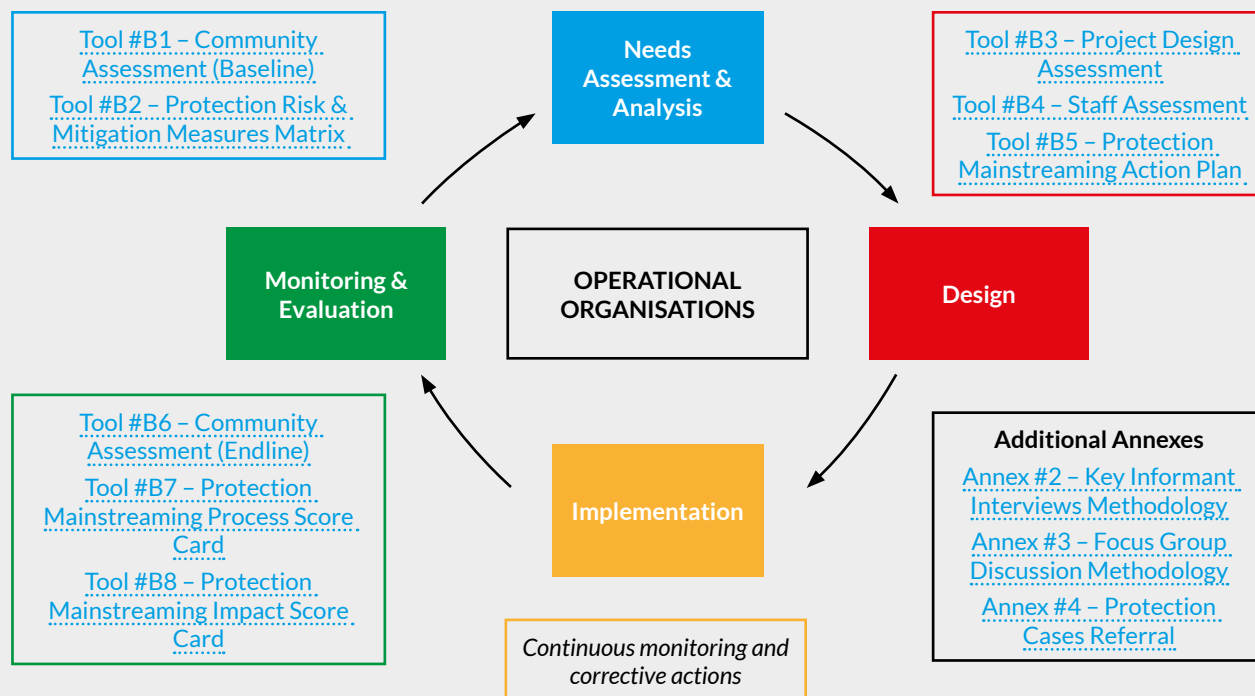 Tool #B1 – Community
Assessment (Baseline)
Tool #B2 – Protection Risk &
Mitigation Measures Matrix
Needs
Assessment &
Analysis
Tool #B3 – Project Design
Assessment
Tool #B4 – Staff Assessment
Tool #B5 – Protection
Mainstreaming Action Plan
Monitoring &
Evaluation
OPERATIONAL
ORGANISATIONS
Design
Tool #B6 – Community
Assessment (Endline)
Tool #B7 – Protection
Mainstreaming Process Score
Card
Tool #B8 – Protection
Mainstreaming Impact Score
Card
Implementation
Continuous monitoring and
corrective actions
Additional Annexes
Annex #2 – Key Informant
Interviews Methodology
Annex #3 – Focus Group
Discussion Methodology
Annex #4 – Protection
Cases Referral